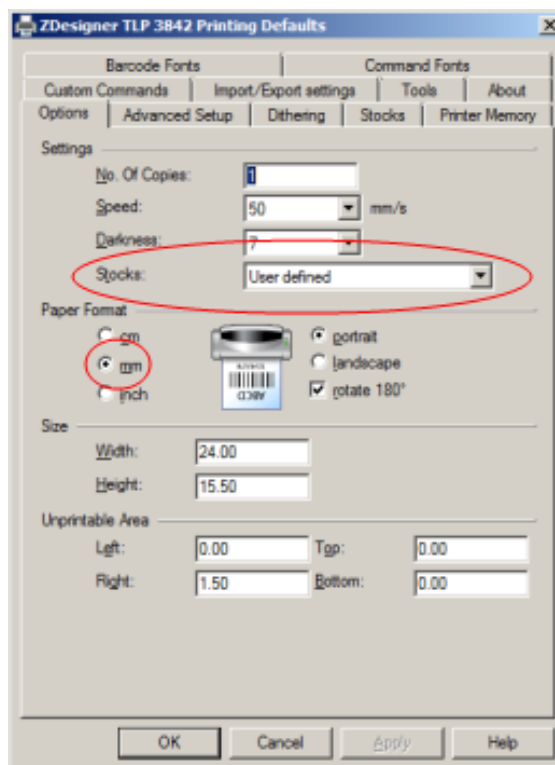 ZDesigner TLP 3842 Printing Defaults
Barcode Fonts Command Fonts
Custom Commands Import/Export settings Tools About
Options Advanced Setup Dithering Stocks Printer Memory
Settings
No. Of Copies: 1
Speed: 50 mm/s
Darkness: 7
Stocks: User defined
Paper Format
cm portrait
mm landscape
inch rotate 180°
ABCD
Size
Width: 24.00
Height: 15.50
Unprintable Area
Left: 0.00 Top: 0.00
Right: 1.50 Bottom: 0.00
OK Cancel Apply Help